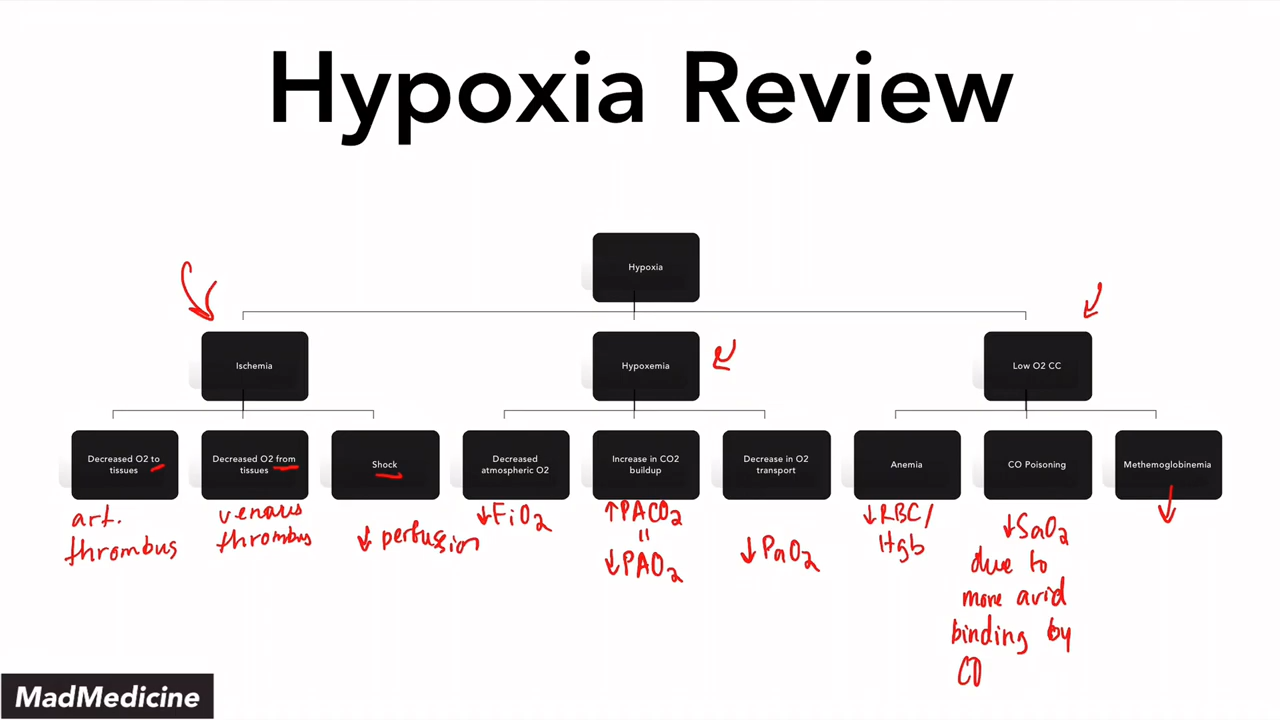 Hypoxia Review
Hypoxia
Ischemia
Hypoxemia
Low O2 CC
Decreased O2 to
tissues
Decreased O2 from
tissues
Shock
Decreased
atmospheric O2
Increase in CO2
buildup
Decrease in O2
transport
Anemia
CO Poisoning
Methemoglobinemia
art.
thrombus
venous
thrombus
↓ perfusion
↓FiO₂
↑PACO₂
"
↓PAO₂
↓PaO₂
↓RBC/
Hgb
↓SaO₂
due to
more avid
binding by
CO
MadMedicine